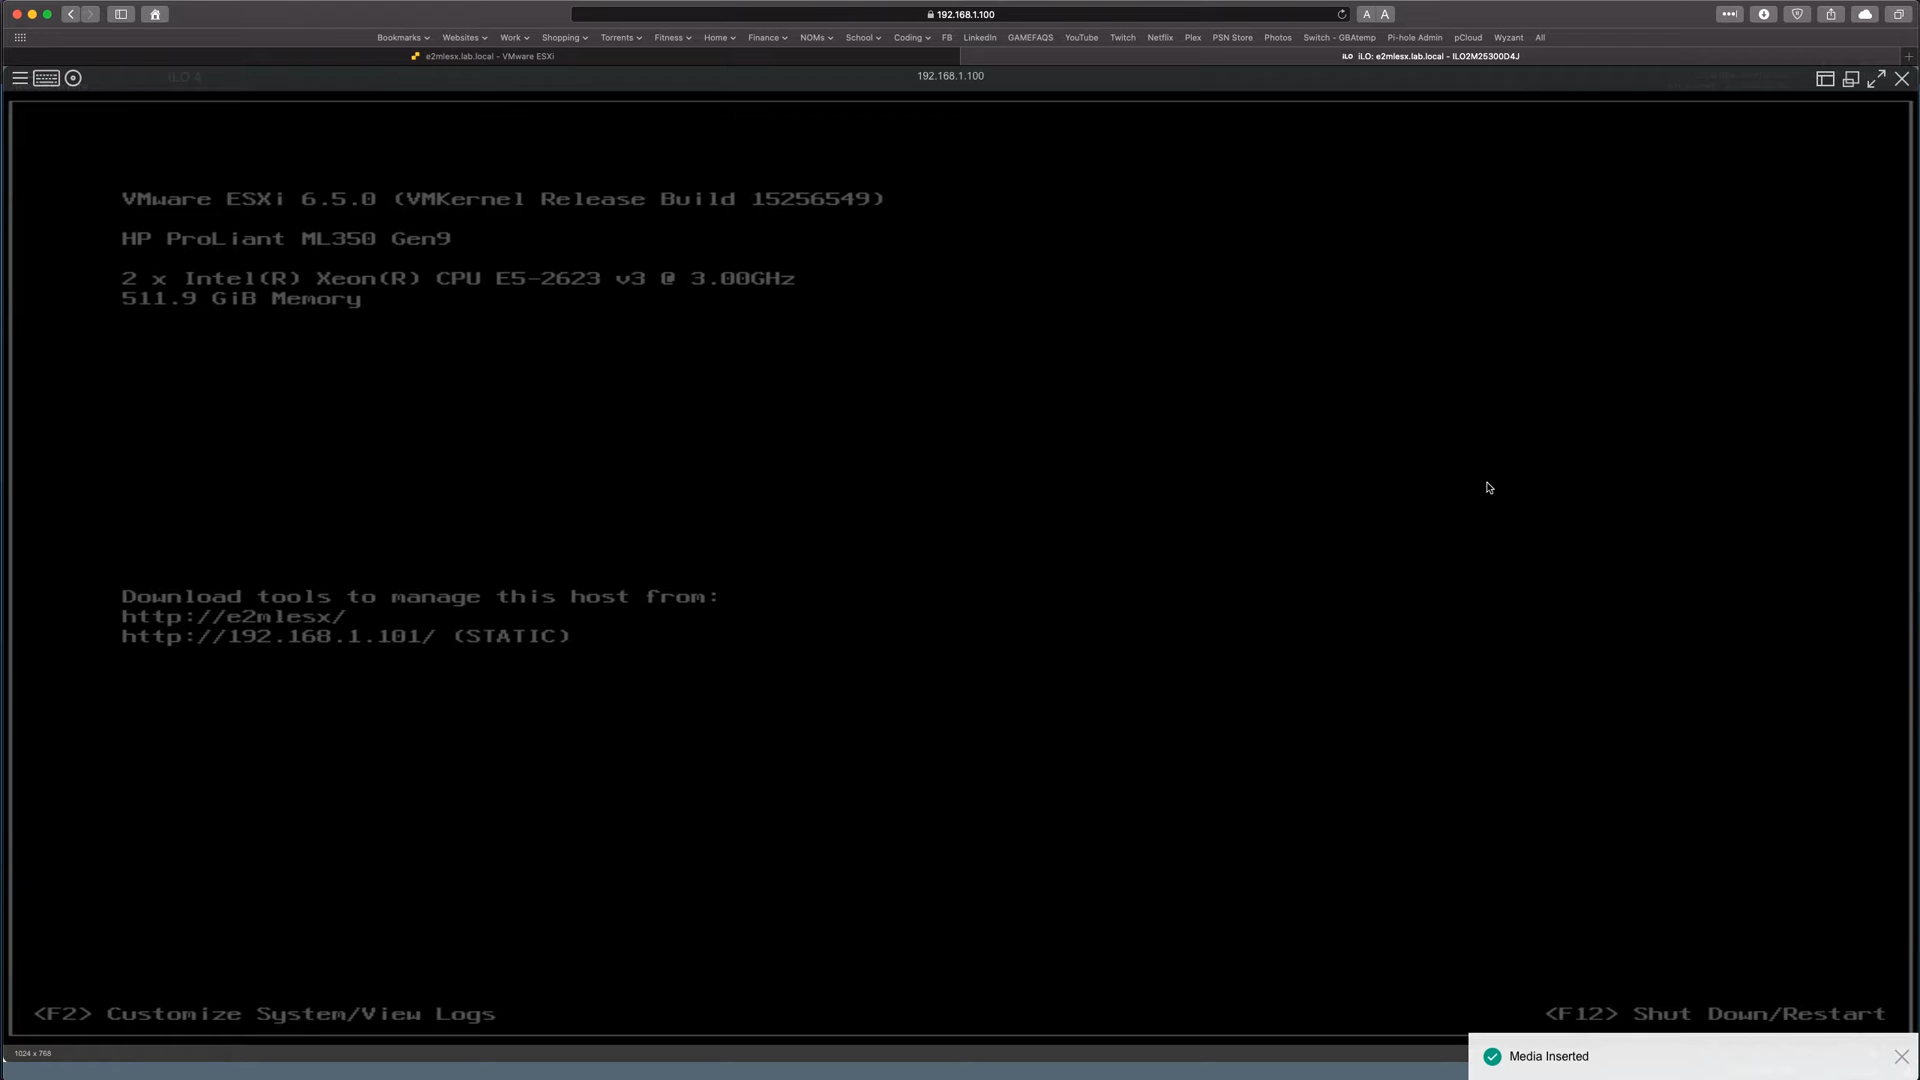 192.168.1.100
A A
Bookmarks Websites Work Shopping Torrents Fitness Home Finance NOMs School Coding FB LinkedIn GAMEFAQS YouTube Twitch Netflix Plex PSN Store Photos Switch - GBAtemp Pi-hole Admin pCloud Wyzant All
e2mlesx.lab.local - VMware ESXi
iLO iLO: e2mlesx.lab.local - ILO2M25300D4J
iLO 4
192.168.1.100
VMware ESXi 6.5.0 (VMKernel Release Build 15256549)
HP ProLiant ML350 Gen9
2 x Intel(R) Xeon(R) CPU E5-2623 v3 @ 3.00GHz
511.9 GiB Memory
Download tools to manage this host from:
http://e2mlesx/
http://192.168.1.101/ (STATIC)
<F2> Customize System/View Logs
<F12> Shut Down/Restart
1024 x 768
Media Inserted